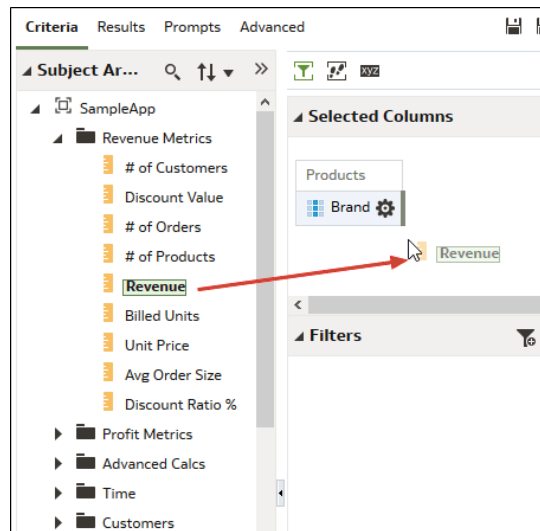 Criteria Results Prompts Advanced
Subject Ar...
SampleApp
Revenue Metrics
# of Customers
Discount Value
# of Orders
# of Products
Revenue
Billed Units
Unit Price
Avg Order Size
Discount Ratio %
Profit Metrics
Advanced Calcs
Time
Customers
xyz
Selected Columns
Products
Brand
Revenue
Filters